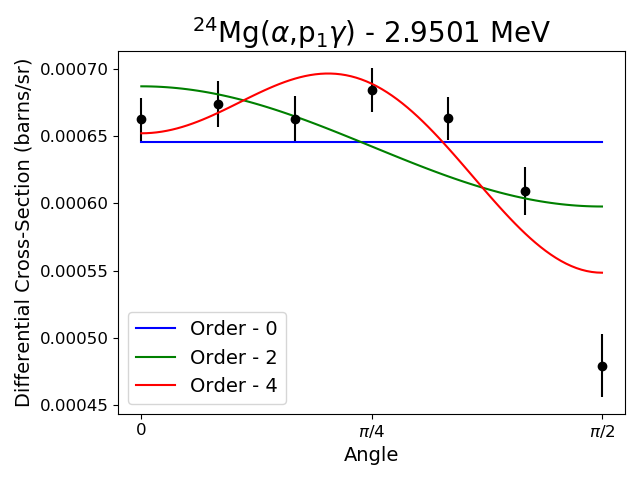 ²⁴Mg(α,p₁γ) - 2.9501 MeV
Differential Cross-Section (barns/sr)
0.00070
0.00065
0.00060
0.00055
0.00050
0.00045
Order - 0
Order - 2
Order - 4
0
π/4
π/2
Angle